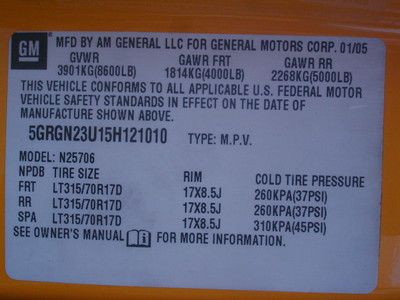 GM
MFD BY AM GENERAL LLC FOR GENERAL MOTORS CORP. 01/05
GVWR GAWR FRT GAWR RR
3901KG(8600LB) 1814KG(4000LB) 2268KG(5000LB)
THIS VEHICLE CONFORMS TO ALL APPLICABLE U.S. FEDERAL MOTOR
VEHICLE SAFETY STANDARDS IN EFFECT ON THE DATE OF
MANUFACTURE SHOWN ABOVE.
5GRGN23U15H121010 TYPE: M.P.V.
MODEL: N25706
NPDB TIRE SIZE RIM COLD TIRE PRESSURE
FRT LT315/70R17D 17X8.5J 260KPA(37PSI)
RR LT315/70R17D 17X8.5J 260KPA(37PSI)
SPA LT315/70R17D 17X8.5J 310KPA(45PSI)
SEE OWNER'S MANUAL FOR MORE INFORMATION.